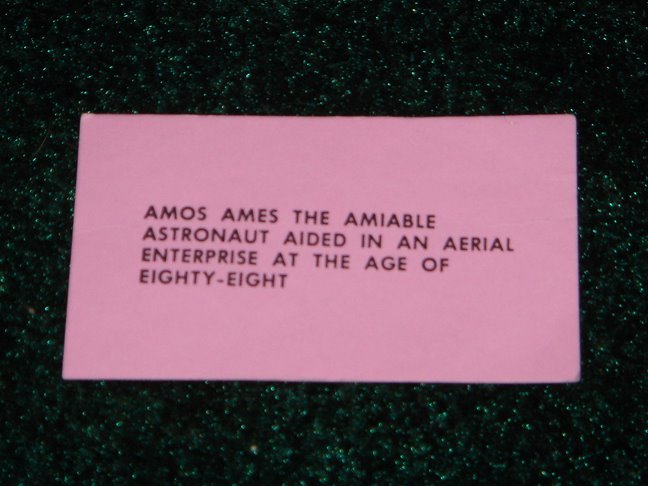 AMOS AMES THE AMIABLE
ASTRONAUT AIDED IN AN AERIAL
ENTERPRISE AT THE AGE OF
EIGHTY-EIGHT